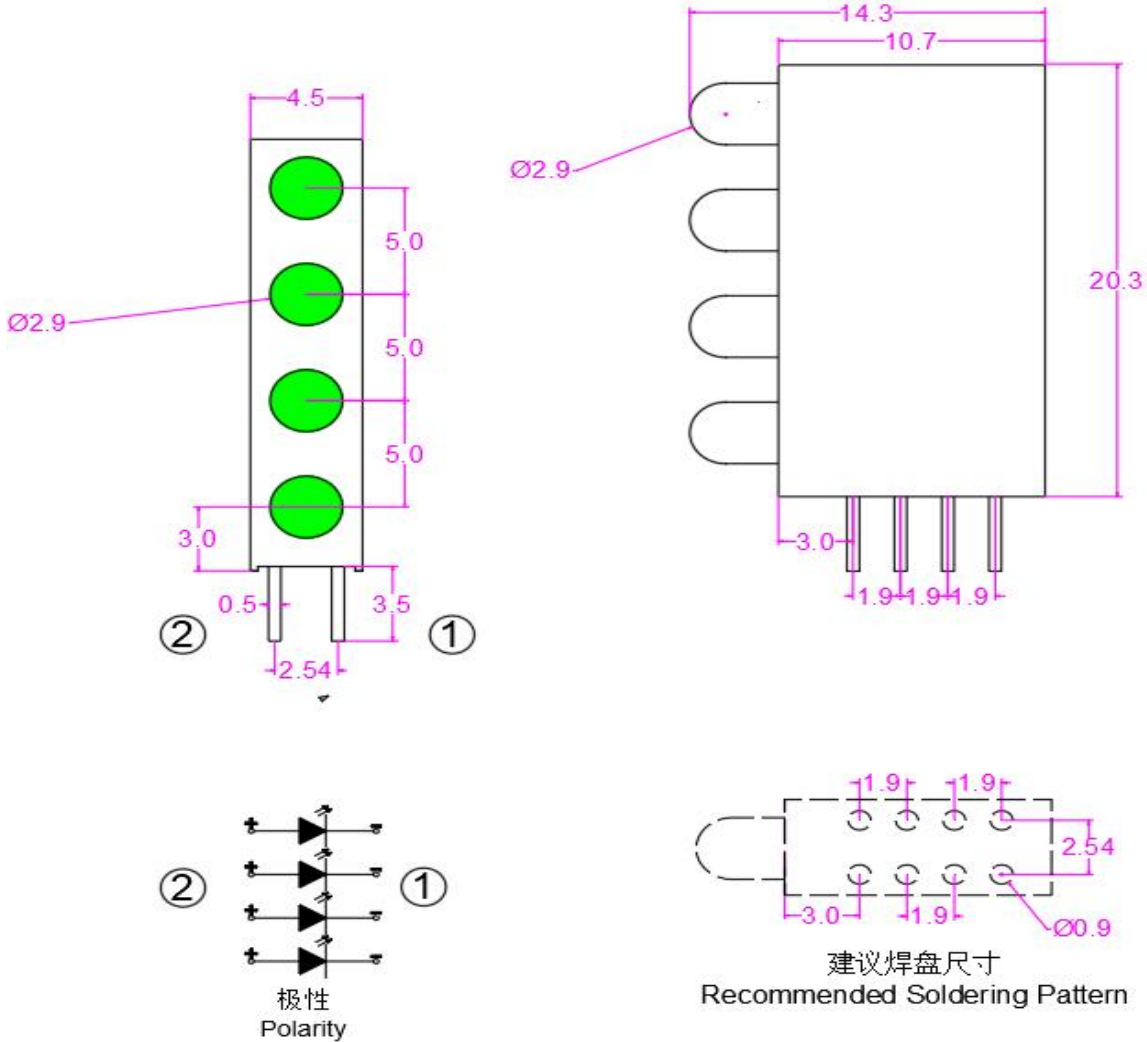 14.3
10.7
4.5
Ø2.9
5.0
20.3
Ø2.9
5.0
5.0
3.0
3.0
0.5
3.5
1.9 1.9 1.9
② ①
2.54
1.9 1.9
+ -
2.54
+ -
② ①
3.0 1.9
+ -
Ø0.9
+ -
建议焊盘尺寸
Recommended Soldering Pattern
极性
Polarity